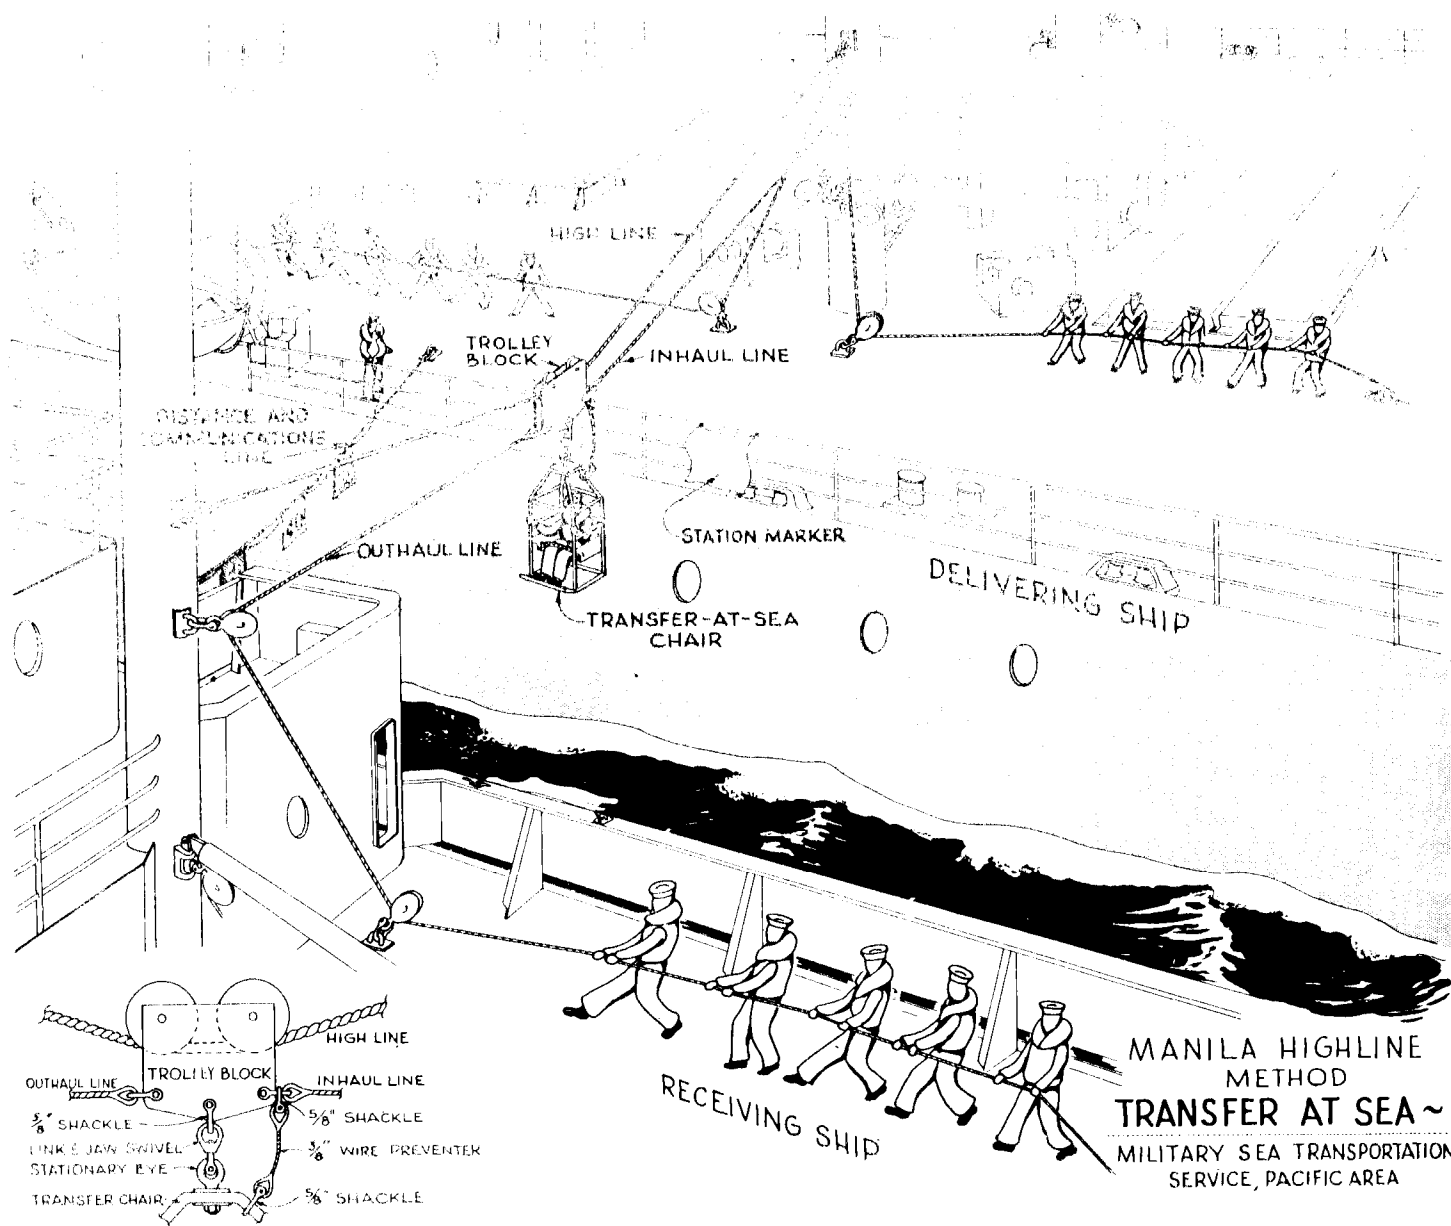 HIGH LINE
TROLLEY
BLOCK
INHAUL LINE
DISTANCE AND
COMMUNICATIONS
LINE
OUTHAUL LINE
STATION MARKER
DELIVERING SHIP
TRANSFER-AT-SEA
CHAIR
RECEIVING SHIP
HIGH LINE
TROLLEY BLOCK
OUTHAUL LINE
INHAUL LINE
5/8" SHACKLE
5/8" SHACKLE
LINK & JAW SWIVEL
3/8" WIRE PREVENTER
STATIONARY EYE
TRANSFER CHAIR
5/8" SHACKLE
MANILA HIGHLINE
METHOD
TRANSFER AT SEA~
MILITARY SEA TRANSPORTATION
SERVICE, PACIFIC AREA